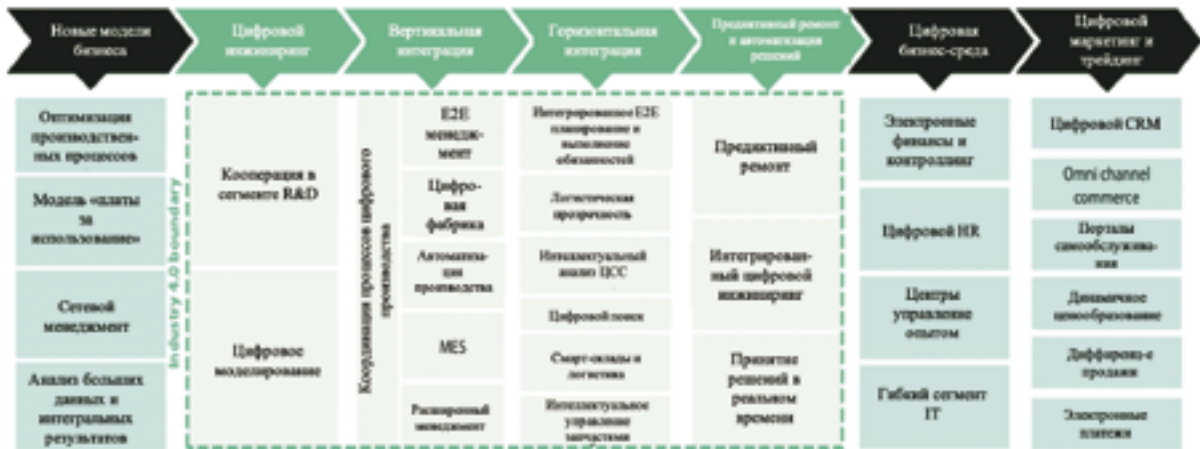 Новые модели
бизнеса
Цифровой
инжиниринг
Вертикальная
интеграция
Горизонтальная
интеграция
Предиктивный ремонт
и автоматизация
решений
Цифровая
бизнес-среда
Цифровой
маркетинг и
трейдинг
Оптимизация
производствен-
ных процессов
Модель «платы
за
использование»
Сетевой
менеджмент
Анализ больших
данных и
интегральных
результатов
Industry 4.0 boundary
Кооперация в
сегменте R&D
Цифровое
моделирование
Координация процессов цифрового
производства
E2E
менедж-
мент
Цифро-
вая
фабрика
Автоматиза-
ция
производства
MES
Расширенный
менеджмент
Интегрированное E2E
планирование и
выполнение
обязанностей
Логистическая
прозрачность
Интеллектуальный
анализ ЦСС
Цифровой поиск
Смарт-склады и
логистика
Интеллектуальное
управление
запчастями
Предиктивный
ремонт
Интегрирован-
ный цифровой
инжиниринг
Принятие
решений в
реальном
времени
Электронные
финансы и
контроллинг
Цифровой HR
Центры
управления
опытом
Гибкий сегмент
IT
Цифровой CRM
Omni channel
commerce
Порталы
самообслужива-
ния
Динамичное
ценообразование
Дифференц-е
продажи
Электронные
платежи